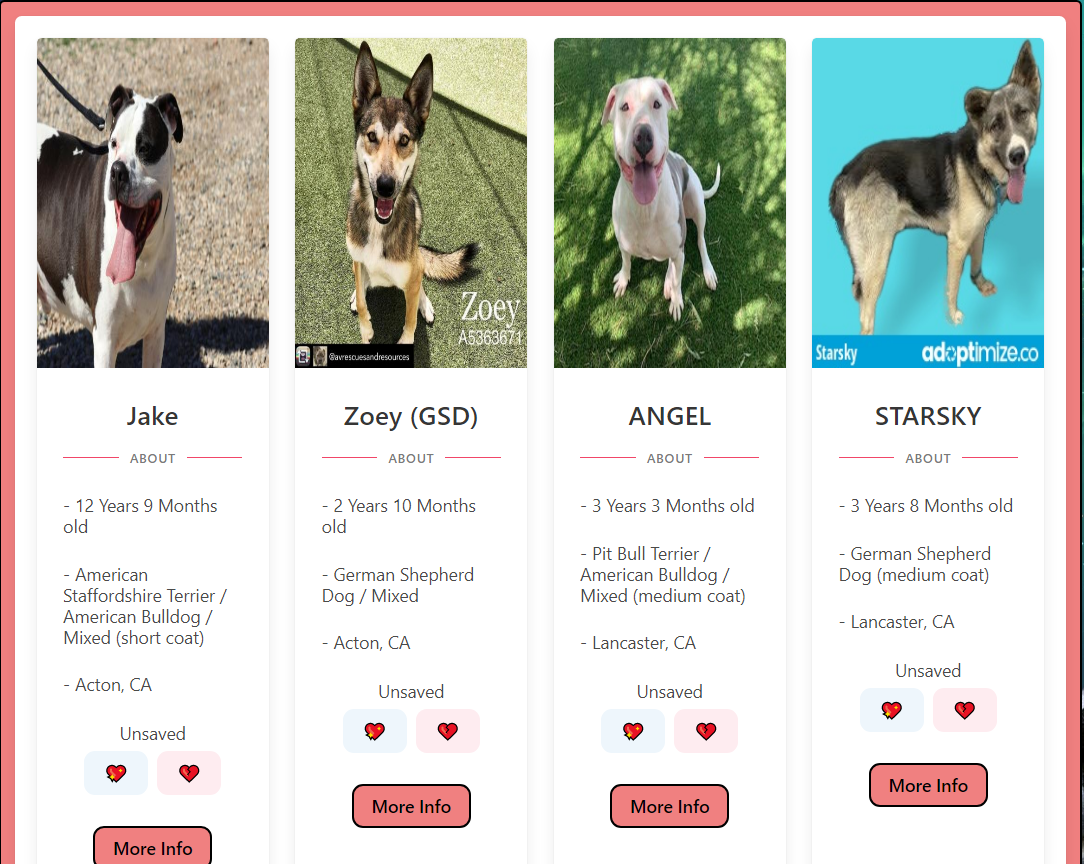 Zoey
A5363671
@avrescuesandresources
Starsky
adoptimize.co
Jake
ABOUT
- 12 Years 9 Months
old
- American
Staffordshire Terrier /
American Bulldog /
Mixed (short coat)
- Acton, CA
Unsaved
More Info
Zoey (GSD)
ABOUT
- 2 Years 10 Months
old
- German Shepherd
Dog / Mixed
- Acton, CA
Unsaved
More Info
ANGEL
ABOUT
- 3 Years 3 Months old
- Pit Bull Terrier /
American Bulldog /
Mixed (medium coat)
- Lancaster, CA
Unsaved
More Info
STARSKY
ABOUT
- 3 Years 8 Months old
- German Shepherd
Dog (medium coat)
- Lancaster, CA
Unsaved
More Info